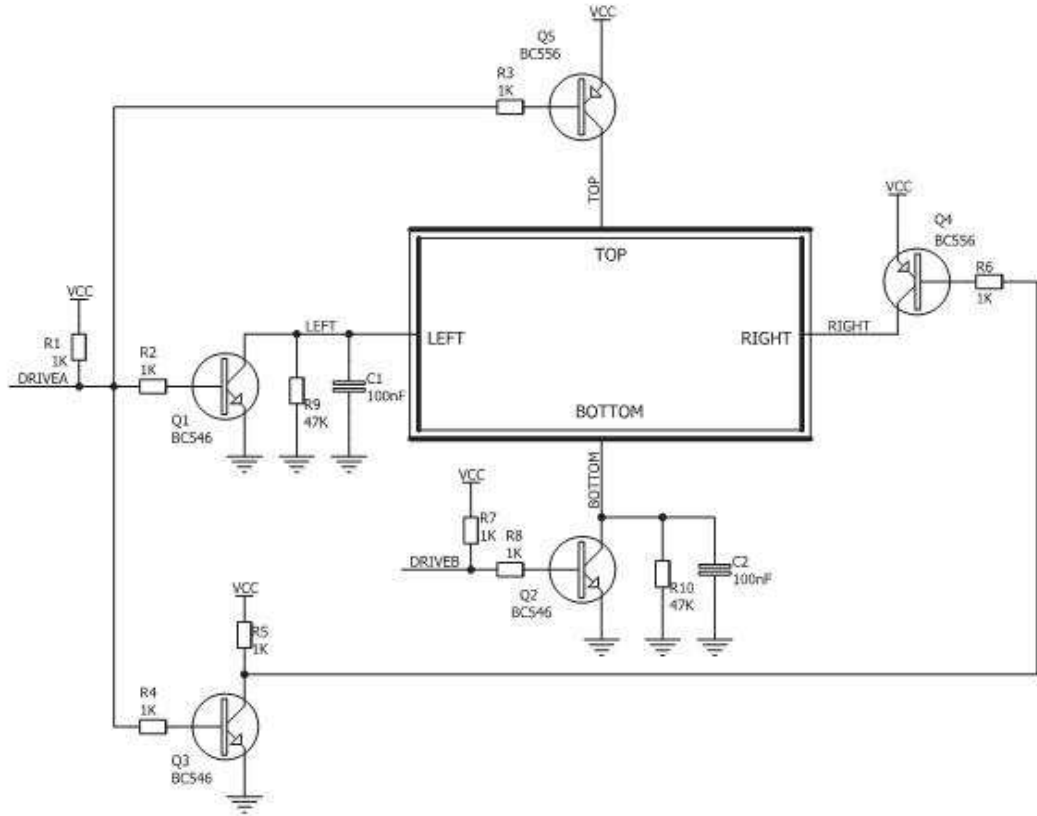 VCC
Q5
BC556
R3
1K
TOP
VCC
Q4
BC556
R6
1K
TOP
VCC
R1
1K
DRIVEA
R2
1K
Q1
BC546
LEFT
R9
47K
C1
100nF
LEFT
RIGHT
RIGHT
BOTTOM
BOTTOM
VCC
R7
1K
R8
1K
DRIVEB
Q2
BC546
R10
47K
C2
100nF
VCC
R5
1K
R4
1K
Q3
BC546